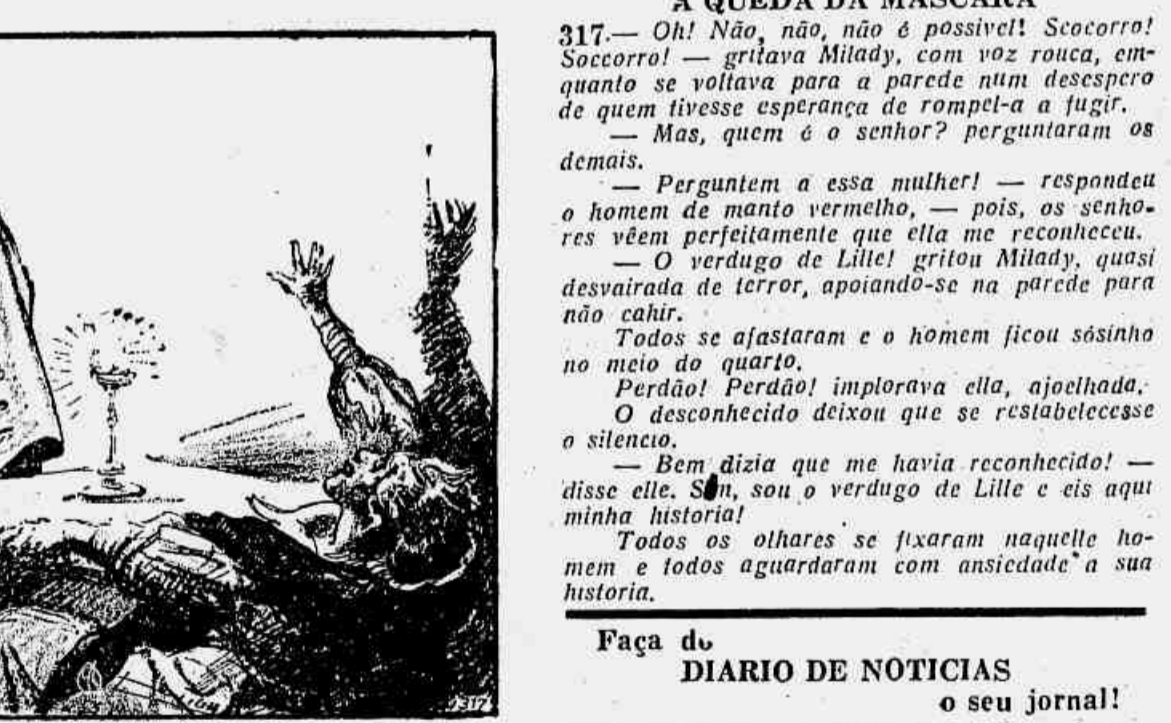 A QUEDA DA MASCARA
317.— Oh! Não, não, não é possivel! Scocorro!
Soccorro! — gritava Milady, com voz rouca, em-
quanto se voltava para a parede num desespero
de quem tivesse esperança de rompel-a a fugir.
— Mas, quem é o senhor? perguntaram os
demais.
— Perguntem a essa mulher! — respondeu
o homem de manto vermelho, — pois, os senho-
res vêem perfeitamente que ella me reconheceu.
— O verdugo de Lille! gritou Milady, quasi
desvairada de terror, apoiando-se na parede para
não cahir.
Todos se afastaram e o homem ficou sósinho
no meio do quarto.
Perdão! Perdão! implorava ella, ajoelhada.
O desconhecido deixou que se restabelecesse
o silencio.
— Bem dizia que me havia reconhecido! —
disse elle. Sim, sou o verdugo de Lille e eis aqui
minha historia!
Todos os olhares se fixaram naquelle ho-
mem e todos aguardaram com ansiedade a sua
historia.
Faça do
DIARIO DE NOTICIAS
o seu jornal!
317